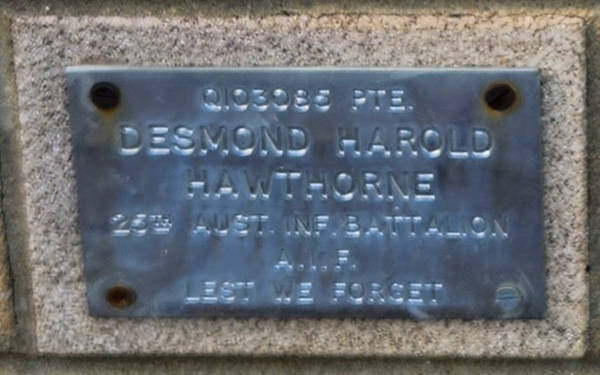 Q103085 PTE.
DESMOND HAROLD
HAWTHORNE
25TH AUST. INF. BATTALION
A.I.F.
LEST WE FORGET